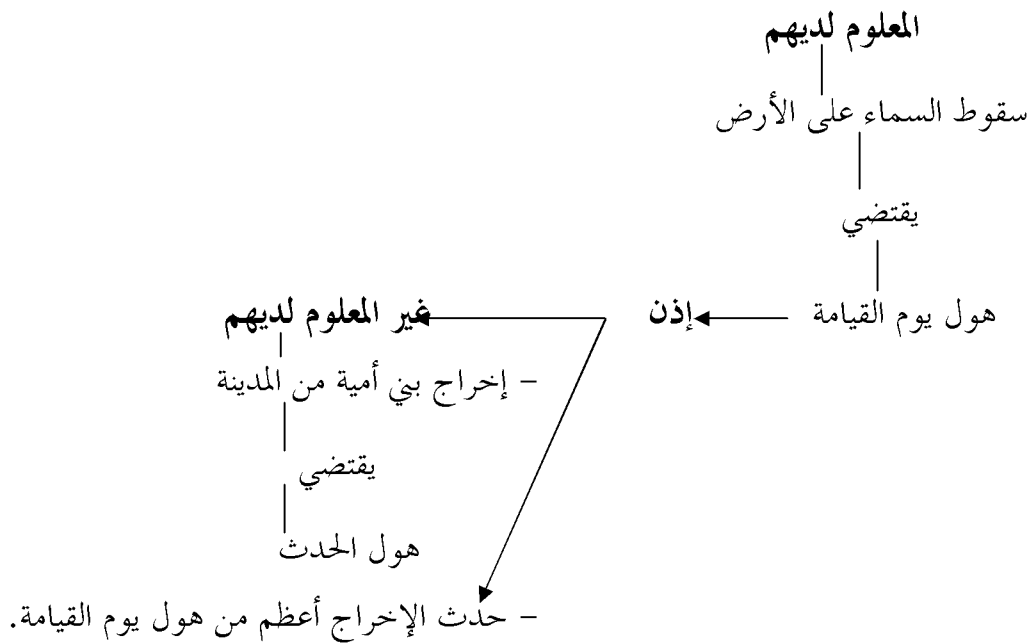 المعلوم لديهم
سقوط السماء على الأرض
يقتضي
هول يوم القيامة
إذن
غير المعلوم لديهم
– إخراج بني أمية من المدينة
يقتضي
هول الحدث
– حدث الإخراج أعظم من هول يوم القيامة.